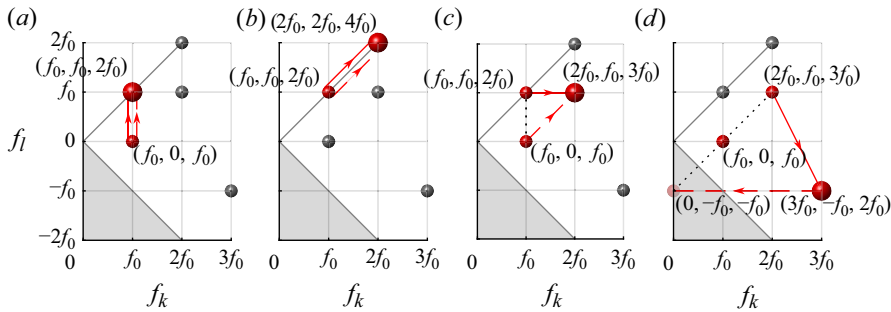 (a)
(b)
(c)
(d)
2f₀
(f₀, f₀, 2f₀)
f₀
fₗ
0
(f₀, 0, f₀)
−f₀
−2f₀
0
f₀
2f₀
3f₀
fₖ
(2f₀, 2f₀, 4f₀)
(f₀, f₀, 2f₀)
0
f₀
2f₀
3f₀
fₖ
(f₀, f₀, 2f₀)
(2f₀, f₀, 3f₀)
(f₀, 0, f₀)
0
f₀
2f₀
3f₀
fₖ
(2f₀, f₀, 3f₀)
(f₀, 0, f₀)
(0, −f₀, −f₀)
(3f₀, −f₀, 2f₀)
0
f₀
2f₀
3f₀
fₖ